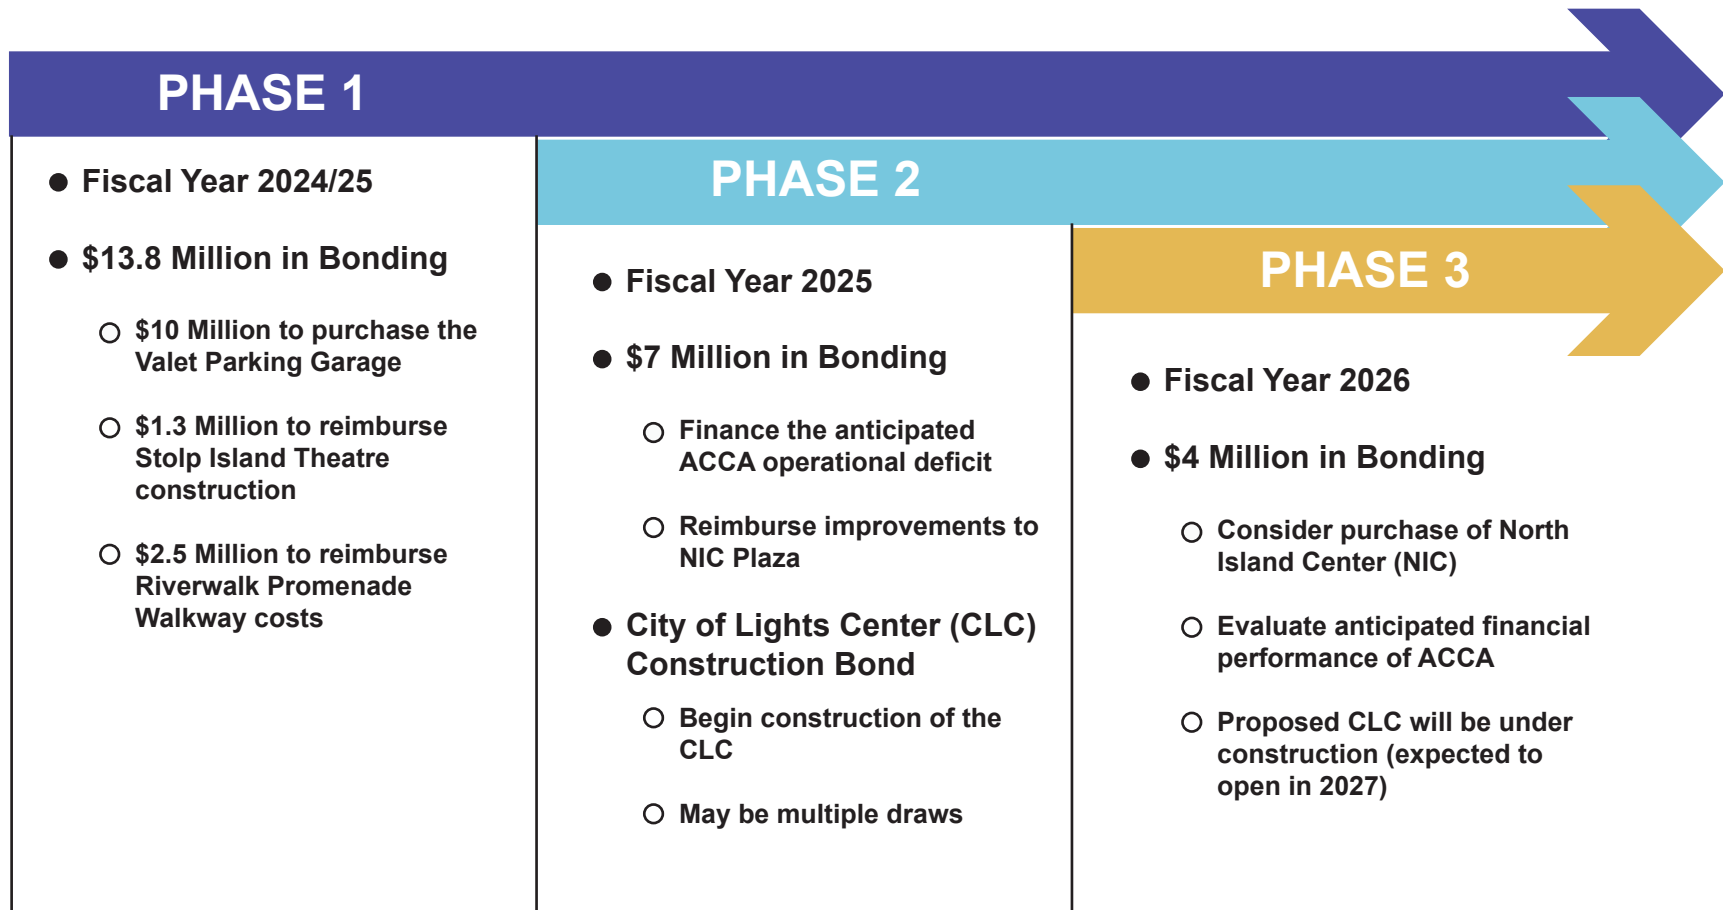 PHASE 1
Fiscal Year 2024/25
$13.8 Million in Bonding
$10 Million to purchase the
Valet Parking Garage
$1.3 Million to reimburse
Stolp Island Theatre
construction
$2.5 Million to reimburse
Riverwalk Promenade
Walkway costs
PHASE 2
Fiscal Year 2025
$7 Million in Bonding
Finance the anticipated
ACCA operational deficit
Reimburse improvements to
NIC Plaza
City of Lights Center (CLC)
Construction Bond
Begin construction of the
CLC
May be multiple draws
PHASE 3
Fiscal Year 2026
$4 Million in Bonding
Consider purchase of North
Island Center (NIC)
Evaluate anticipated financial
performance of ACCA
Proposed CLC will be under
construction (expected to
open in 2027)